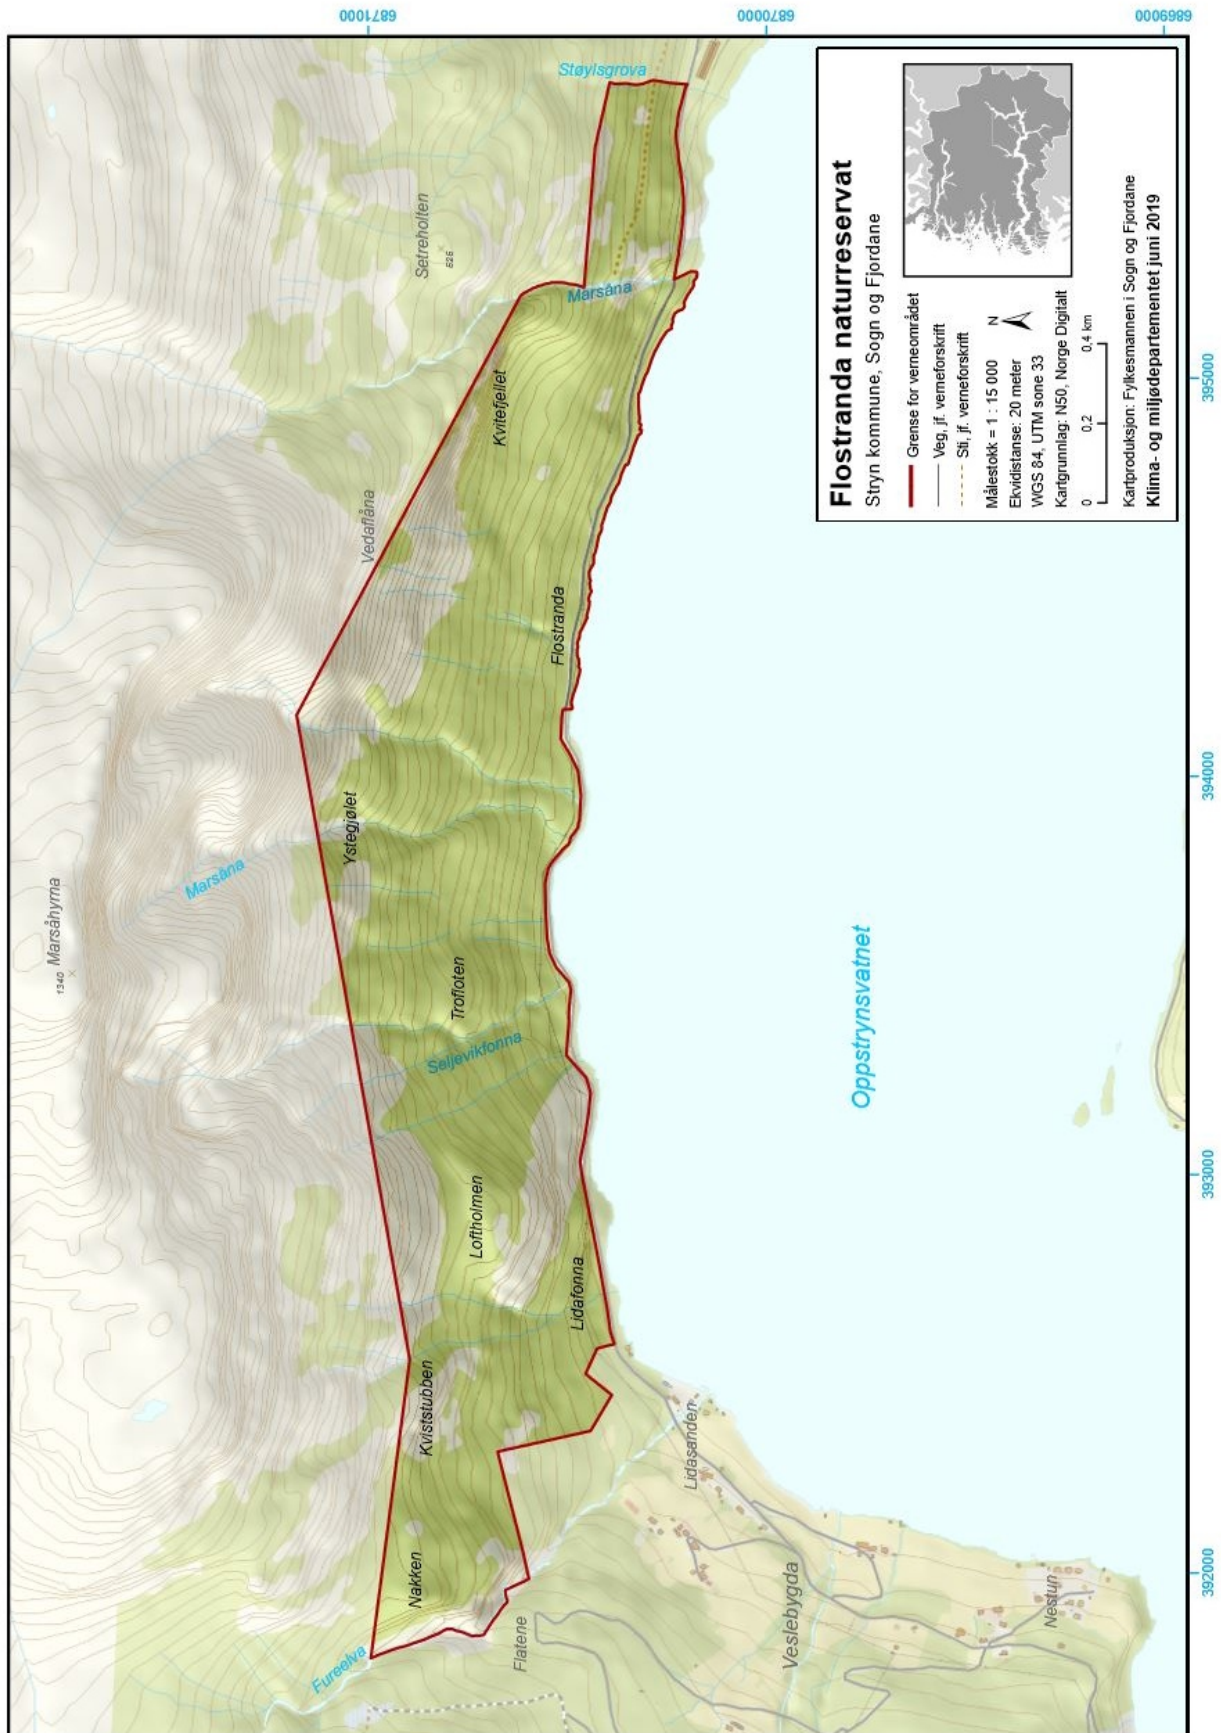 6871000
6870000
6869000
Støylsgrova
Setreholten
526
Marsåna
Kvitefjellet
Vedaflåna
Flostranda
Ystegjølet
Marsåna
1340 Marsåhyrna
Trofloten
Seljevikfonna
Loftholmen
Lidafonna
Kviststubben
Nakken
Fureelva
Flatene
Lidasanden
Veslebygda
Nestun
Oppstrynsvatnet
395000
394000
393000
392000
Flostranda naturreservat
Stryn kommune, Sogn og Fjordane
Grense for verneområdet
Veg, jf. verneforskrift
Sti, jf. verneforskrift
Målestokk = 1 : 15 000
N
Ekvidistanse: 20 meter
WGS 84, UTM sone 33
Kartgrunnlag: N50, Norge Digitalt
0 0,2 0,4 km
Kartproduksjon: Fylkesmannen i Sogn og Fjordane
Klima- og miljødepartementet juni 2019